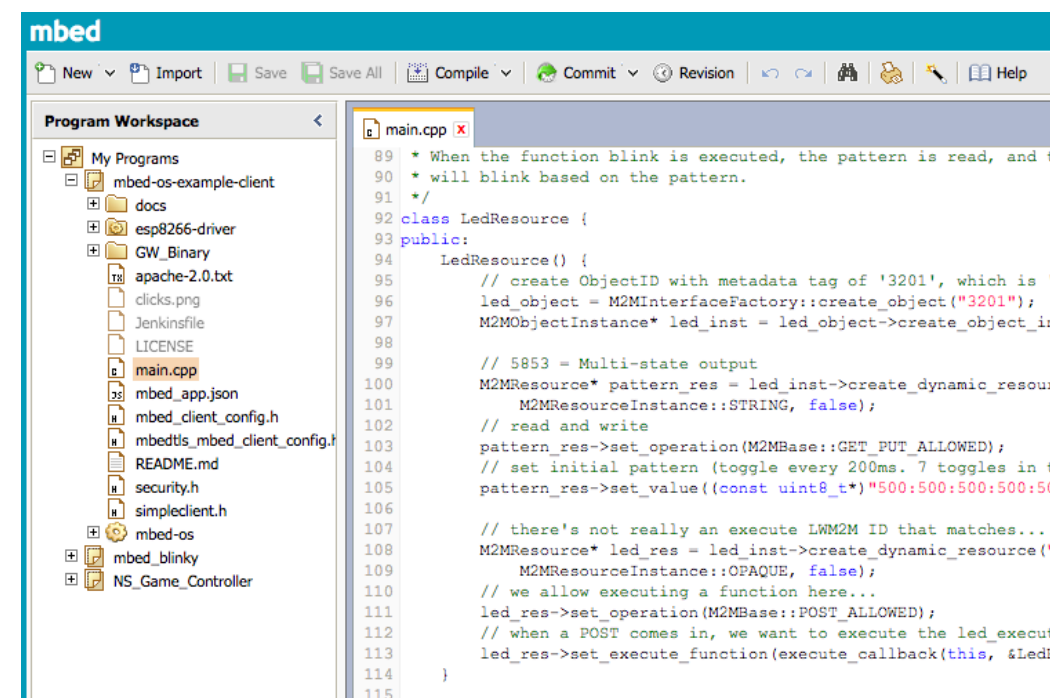 mbed
New Import Save Save All Compile Commit Revision Help
Program Workspace
My Programs
mbed-os-example-client
docs
esp8266-driver
GW_Binary
apache-2.0.txt
clicks.png
Jenkinsfile
LICENSE
main.cpp
mbed_app.json
mbed_client_config.h
mbedtls_mbed_client_config.h
README.md
security.h
simpleclient.h
mbed-os
mbed_blinky
NS_Game_Controller
main.cpp
89 * When the function blink is executed, the pattern is read, and
90 * will blink based on the pattern.
91 */
92 class LedResource {
93 public:
94 LedResource() {
95 // create ObjectID with metadata tag of '3201', which is
96 led_object = M2MInterfaceFactory::create_object("3201");
97 M2MObjectInstance* led_inst = led_object->create_object_in
98
99 // 5853 = Multi-state output
100 M2MResource* pattern_res = led_inst->create_dynamic_resour
101 M2MResourceInstance::STRING, false);
102 // read and write
103 pattern_res->set_operation(M2MBase::GET_PUT_ALLOWED);
104 // set initial pattern (toggle every 200ms. 7 toggles in
105 pattern_res->set_value((const uint8_t*)"500:500:500:500:50
106
107 // there's not really an execute LWM2M ID that matches...
108 M2MResource* led_res = led_inst->create_dynamic_resource("
109 M2MResourceInstance::OPAQUE, false);
110 // we allow executing a function here...
111 led_res->set_operation(M2MBase::POST_ALLOWED);
112 // when a POST comes in, we want to execute the led_execut
113 led_res->set_execute_function(execute_callback(this, &Led
114 }
115